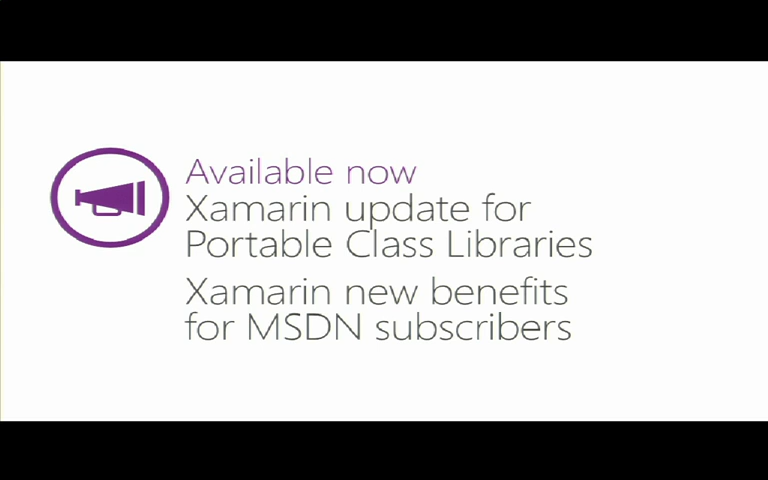 Available now
Xamarin update for
Portable Class Libraries
Xamarin new benefits
for MSDN subscribers